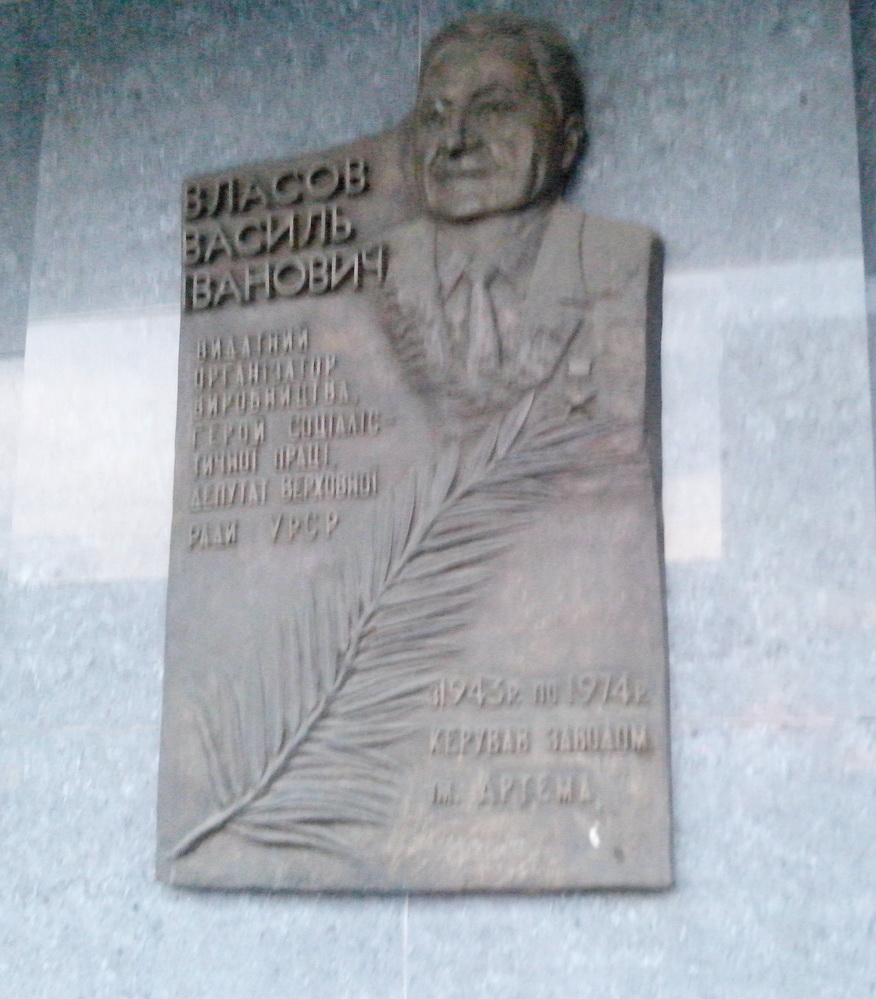 ВЛАСОВ
ВАСИЛЬ
ІВАНОВИЧ
ВИДАТНИЙ
ОРГАНІЗАТОР
ВИРОБНИЦТВА,
ГЕРОЙ СОЦІАЛІС-
ТИЧНОЇ ПРАЦІ,
ДЕПУТАТ ВЕРХОВНОЇ
РАДИ УРСР
З 1943 р. ПО 1974 р.
КЕРУВАВ ЗАВОДОМ
ІМ. АРТЕМА